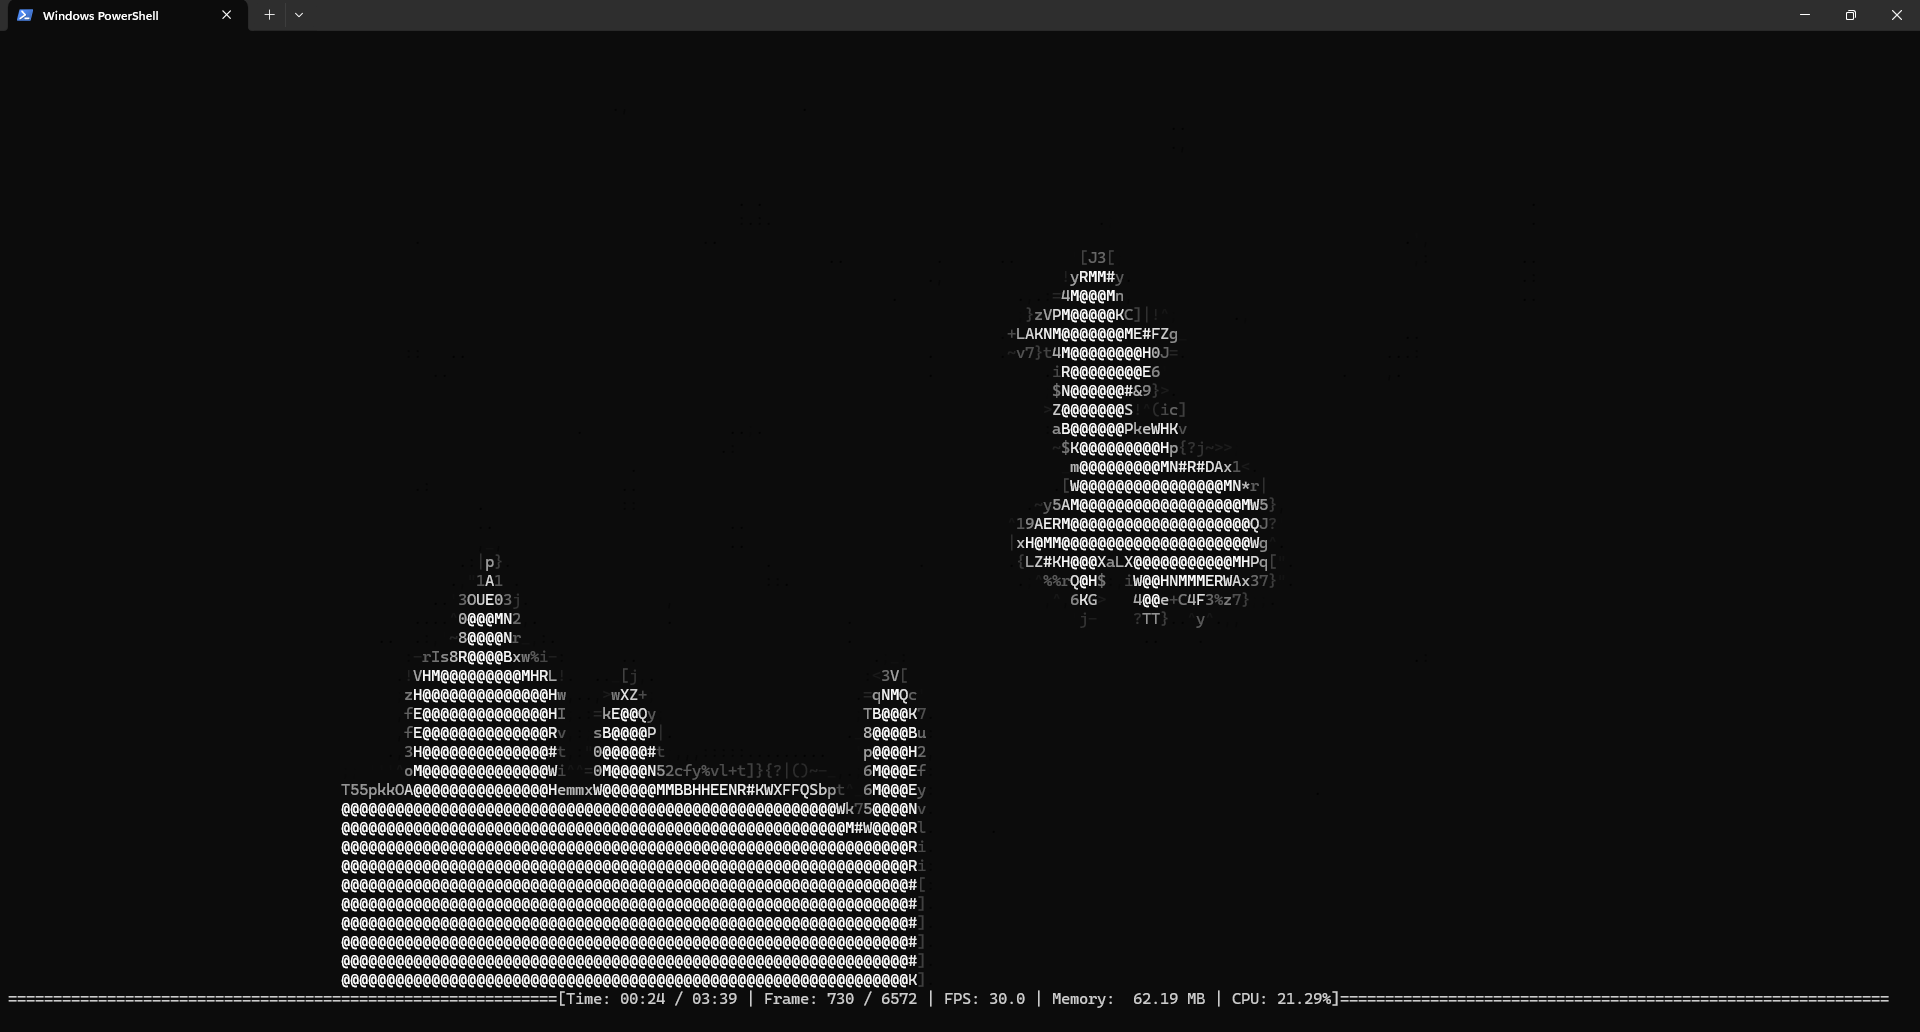 Windows PowerShell
[J3[
yRMM#y
=4M@@@Mn
}zVPM@@@@@KC]|!^
+LAKNM@@@@@@@ME#FZg
~v7}t4M@@@@@@@@H0J=
iR@@@@@@@@E6
$N@@@@@@#&9}>
>Z@@@@@@@S!^(ic]
aB@@@@@@PkeWHKv
~$K@@@@@@@@@Hp{?j~>>
m@@@@@@@@@MN#R#DAx1<
[W@@@@@@@@@@@@@@@@MN*r|
~y5AM@@@@@@@@@@@@@@@@@@MW5}
19AERM@@@@@@@@@@@@@@@@@@@@QJ?
|xH@MM@@@@@@@@@@@@@@@@@@@@@Wg
|p} {LZ#KH@@@XaLX@@@@@@@@@@@MHPq[
"1A1 ^%%rQ@H$ iW@@HNMMMERWAx37}
3OUE03j ^ 6KG 4@@e+C4F3%z7}
0@@@MN2 j- ?TT} ^y^
~8@@@@Nr
-rIs8R@@@@Bxw%i-
!VHM@@@@@@@@@MHRL! [j <3V[
zH@@@@@@@@@@@@@@Hw >wXZ+ =qNMQc
fE@@@@@@@@@@@@@@HI =kE@@Qy TB@@@K7
fE@@@@@@@@@@@@@@Rv sB@@@@P| 8@@@@Bu
3H@@@@@@@@@@@@@@#t 0@@@@@#t p@@@@H2
oM@@@@@@@@@@@@@@Wi^^=0M@@@@N52cfy%vl+t]}{?|()~-_ 6M@@@Ef
T55pkkOA@@@@@@@@@@@@@@@HemmxW@@@@@@MMBBHHEENR#KWXFFQSbpt 6M@@@Ey
@@@@@@@@@@@@@@@@@@@@@@@@@@@@@@@@@@@@@@@@@@@@@@@@@@@@@@@Wk75@@@@Nv
@@@@@@@@@@@@@@@@@@@@@@@@@@@@@@@@@@@@@@@@@@@@@@@@@@@@@@@@M#W@@@@Rl
@@@@@@@@@@@@@@@@@@@@@@@@@@@@@@@@@@@@@@@@@@@@@@@@@@@@@@@@@@@@@@@Ri
@@@@@@@@@@@@@@@@@@@@@@@@@@@@@@@@@@@@@@@@@@@@@@@@@@@@@@@@@@@@@@@Ri
@@@@@@@@@@@@@@@@@@@@@@@@@@@@@@@@@@@@@@@@@@@@@@@@@@@@@@@@@@@@@@@#[
@@@@@@@@@@@@@@@@@@@@@@@@@@@@@@@@@@@@@@@@@@@@@@@@@@@@@@@@@@@@@@@#]
@@@@@@@@@@@@@@@@@@@@@@@@@@@@@@@@@@@@@@@@@@@@@@@@@@@@@@@@@@@@@@@#]
@@@@@@@@@@@@@@@@@@@@@@@@@@@@@@@@@@@@@@@@@@@@@@@@@@@@@@@@@@@@@@@#]
@@@@@@@@@@@@@@@@@@@@@@@@@@@@@@@@@@@@@@@@@@@@@@@@@@@@@@@@@@@@@@@#]
@@@@@@@@@@@@@@@@@@@@@@@@@@@@@@@@@@@@@@@@@@@@@@@@@@@@@@@@@@@@@@@K]
=============================================================[Time: 00:24 / 03:39 | Frame: 730 / 6572 | FPS: 30.0 | Memory:  62.19 MB | CPU: 21.29%]=============================================================